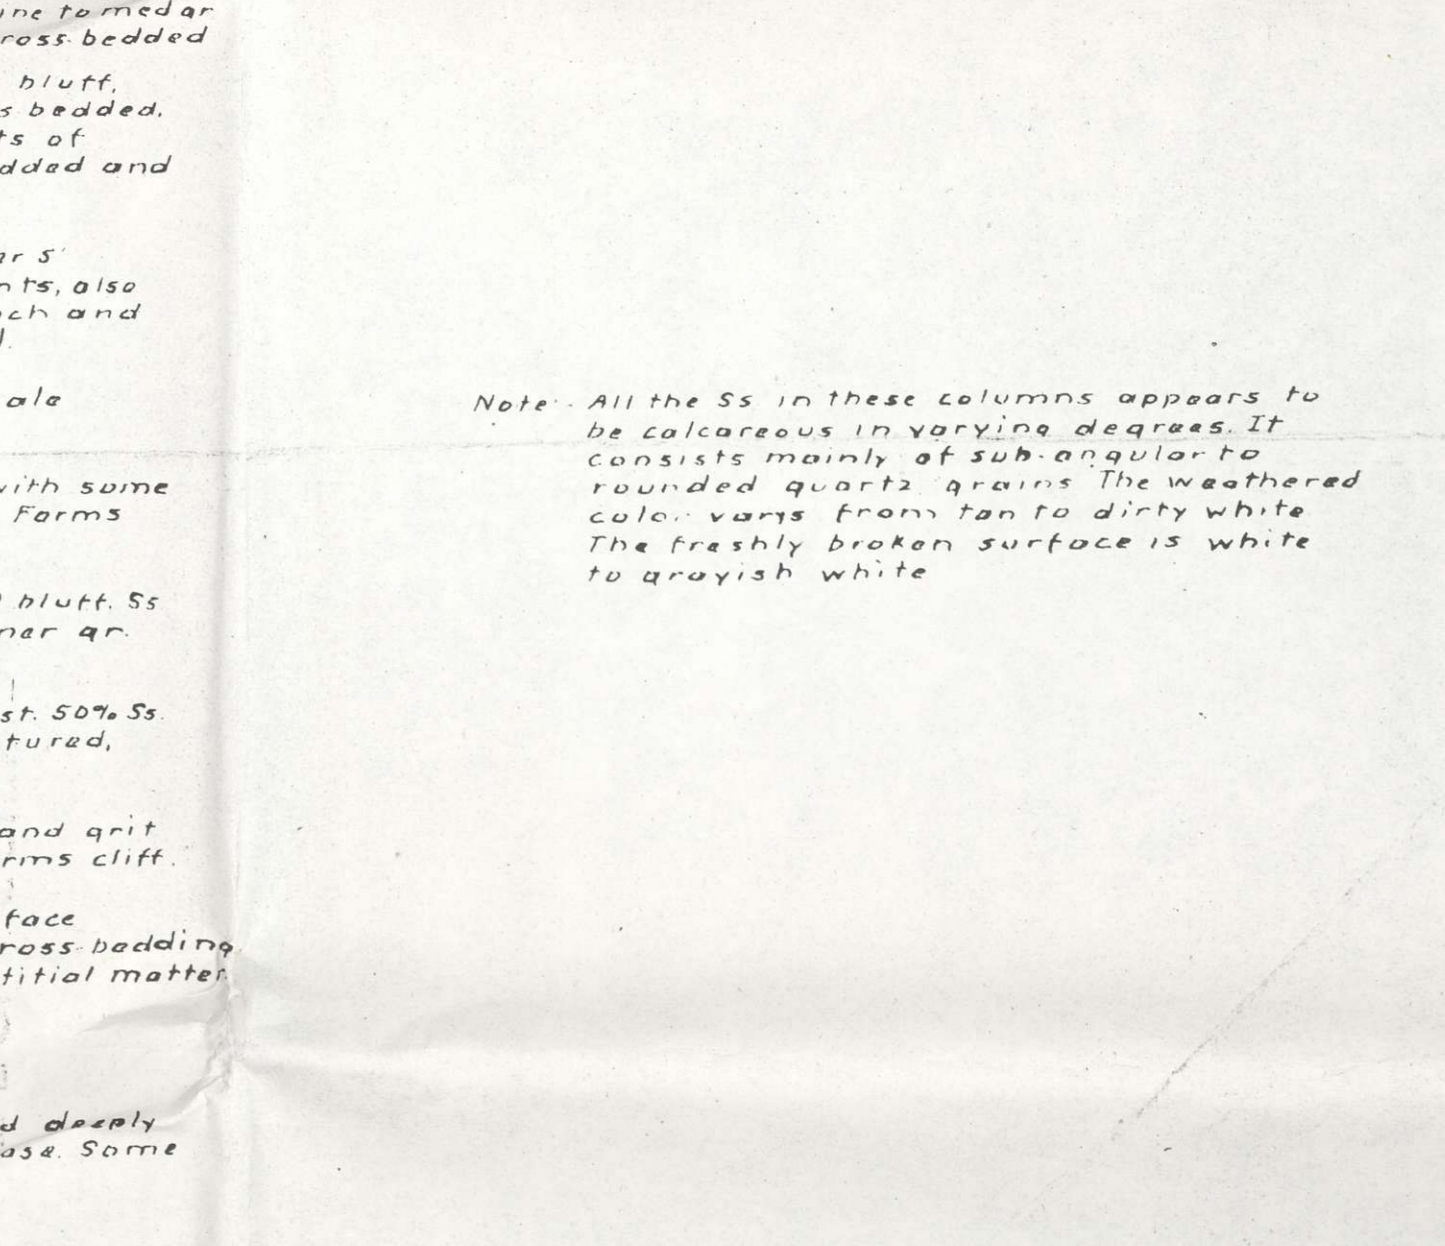 ine to med gr
ross-bedded
bluff,
s bedded.
ts of
dded and
ar 5'
nts, also
ch and
ale
with some
Forms
bluff. Ss
ner gr.
st. 50% Ss.
tured,
and grit
rms cliff.
face
ross-bedding
titial matter.
d deeply
ase. Some
Note: All the Ss in these columns appears to
be calcareous in varying degrees. It
consists mainly of sub-angular to
rounded quartz grains The weathered
color varys from tan to dirty white
The freshly broken surface is white
to grayish white